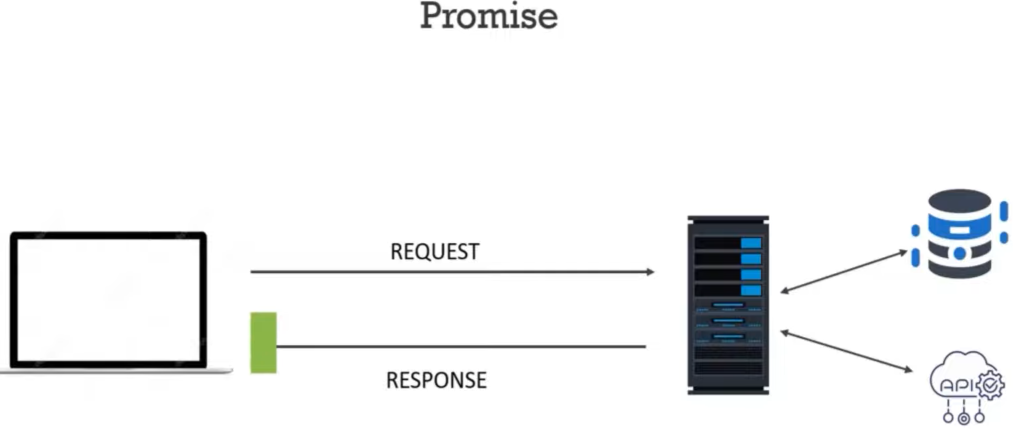 Promise
REQUEST
RESPONSE
API